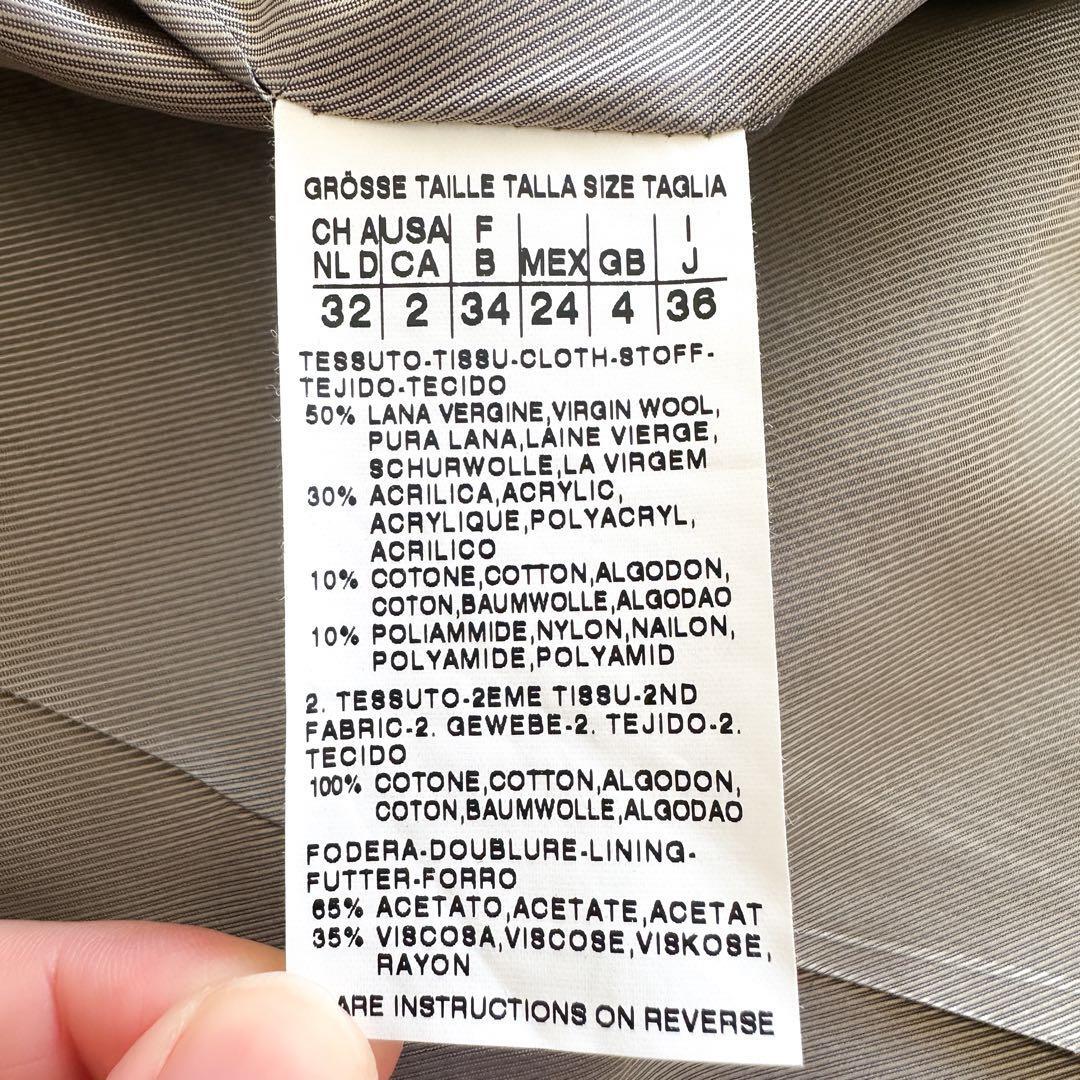 GRÖSSE TAILLE TALLA SIZE TAGLIA
CH A USA F I
NL D CA B MEX GB J
32 2 34 24 4 36
TESSUTO-TISSU-CLOTH-STOFF-
TEJIDO-TECIDO
50% LANA VERGINE,VIRGIN WOOL,
PURA LANA,LAINE VIERGE,
SCHURWOLLE,LA VIRGEM
30% ACRILICA,ACRYLIC,
ACRYLIQUE,POLYACRYL,
ACRILICO
10% COTONE,COTTON,ALGODON,
COTON,BAUMWOLLE,ALGODAO
10% POLIAMMIDE,NYLON,NAILON,
POLYAMIDE,POLYAMID
2. TESSUTO-2EME TISSU-2ND
FABRIC-2. GEWEBE-2. TEJIDO-2.
TECIDO
100% COTONE,COTTON,ALGODON,
COTON,BAUMWOLLE,ALGODAO
FODERA-DOUBLURE-LINING-
FUTTER-FORRO
65% ACETATO,ACETATE,ACETAT
35% VISCOSA,VISCOSE,VISKOSE,
RAYON
ARE INSTRUCTIONS ON REVERSE